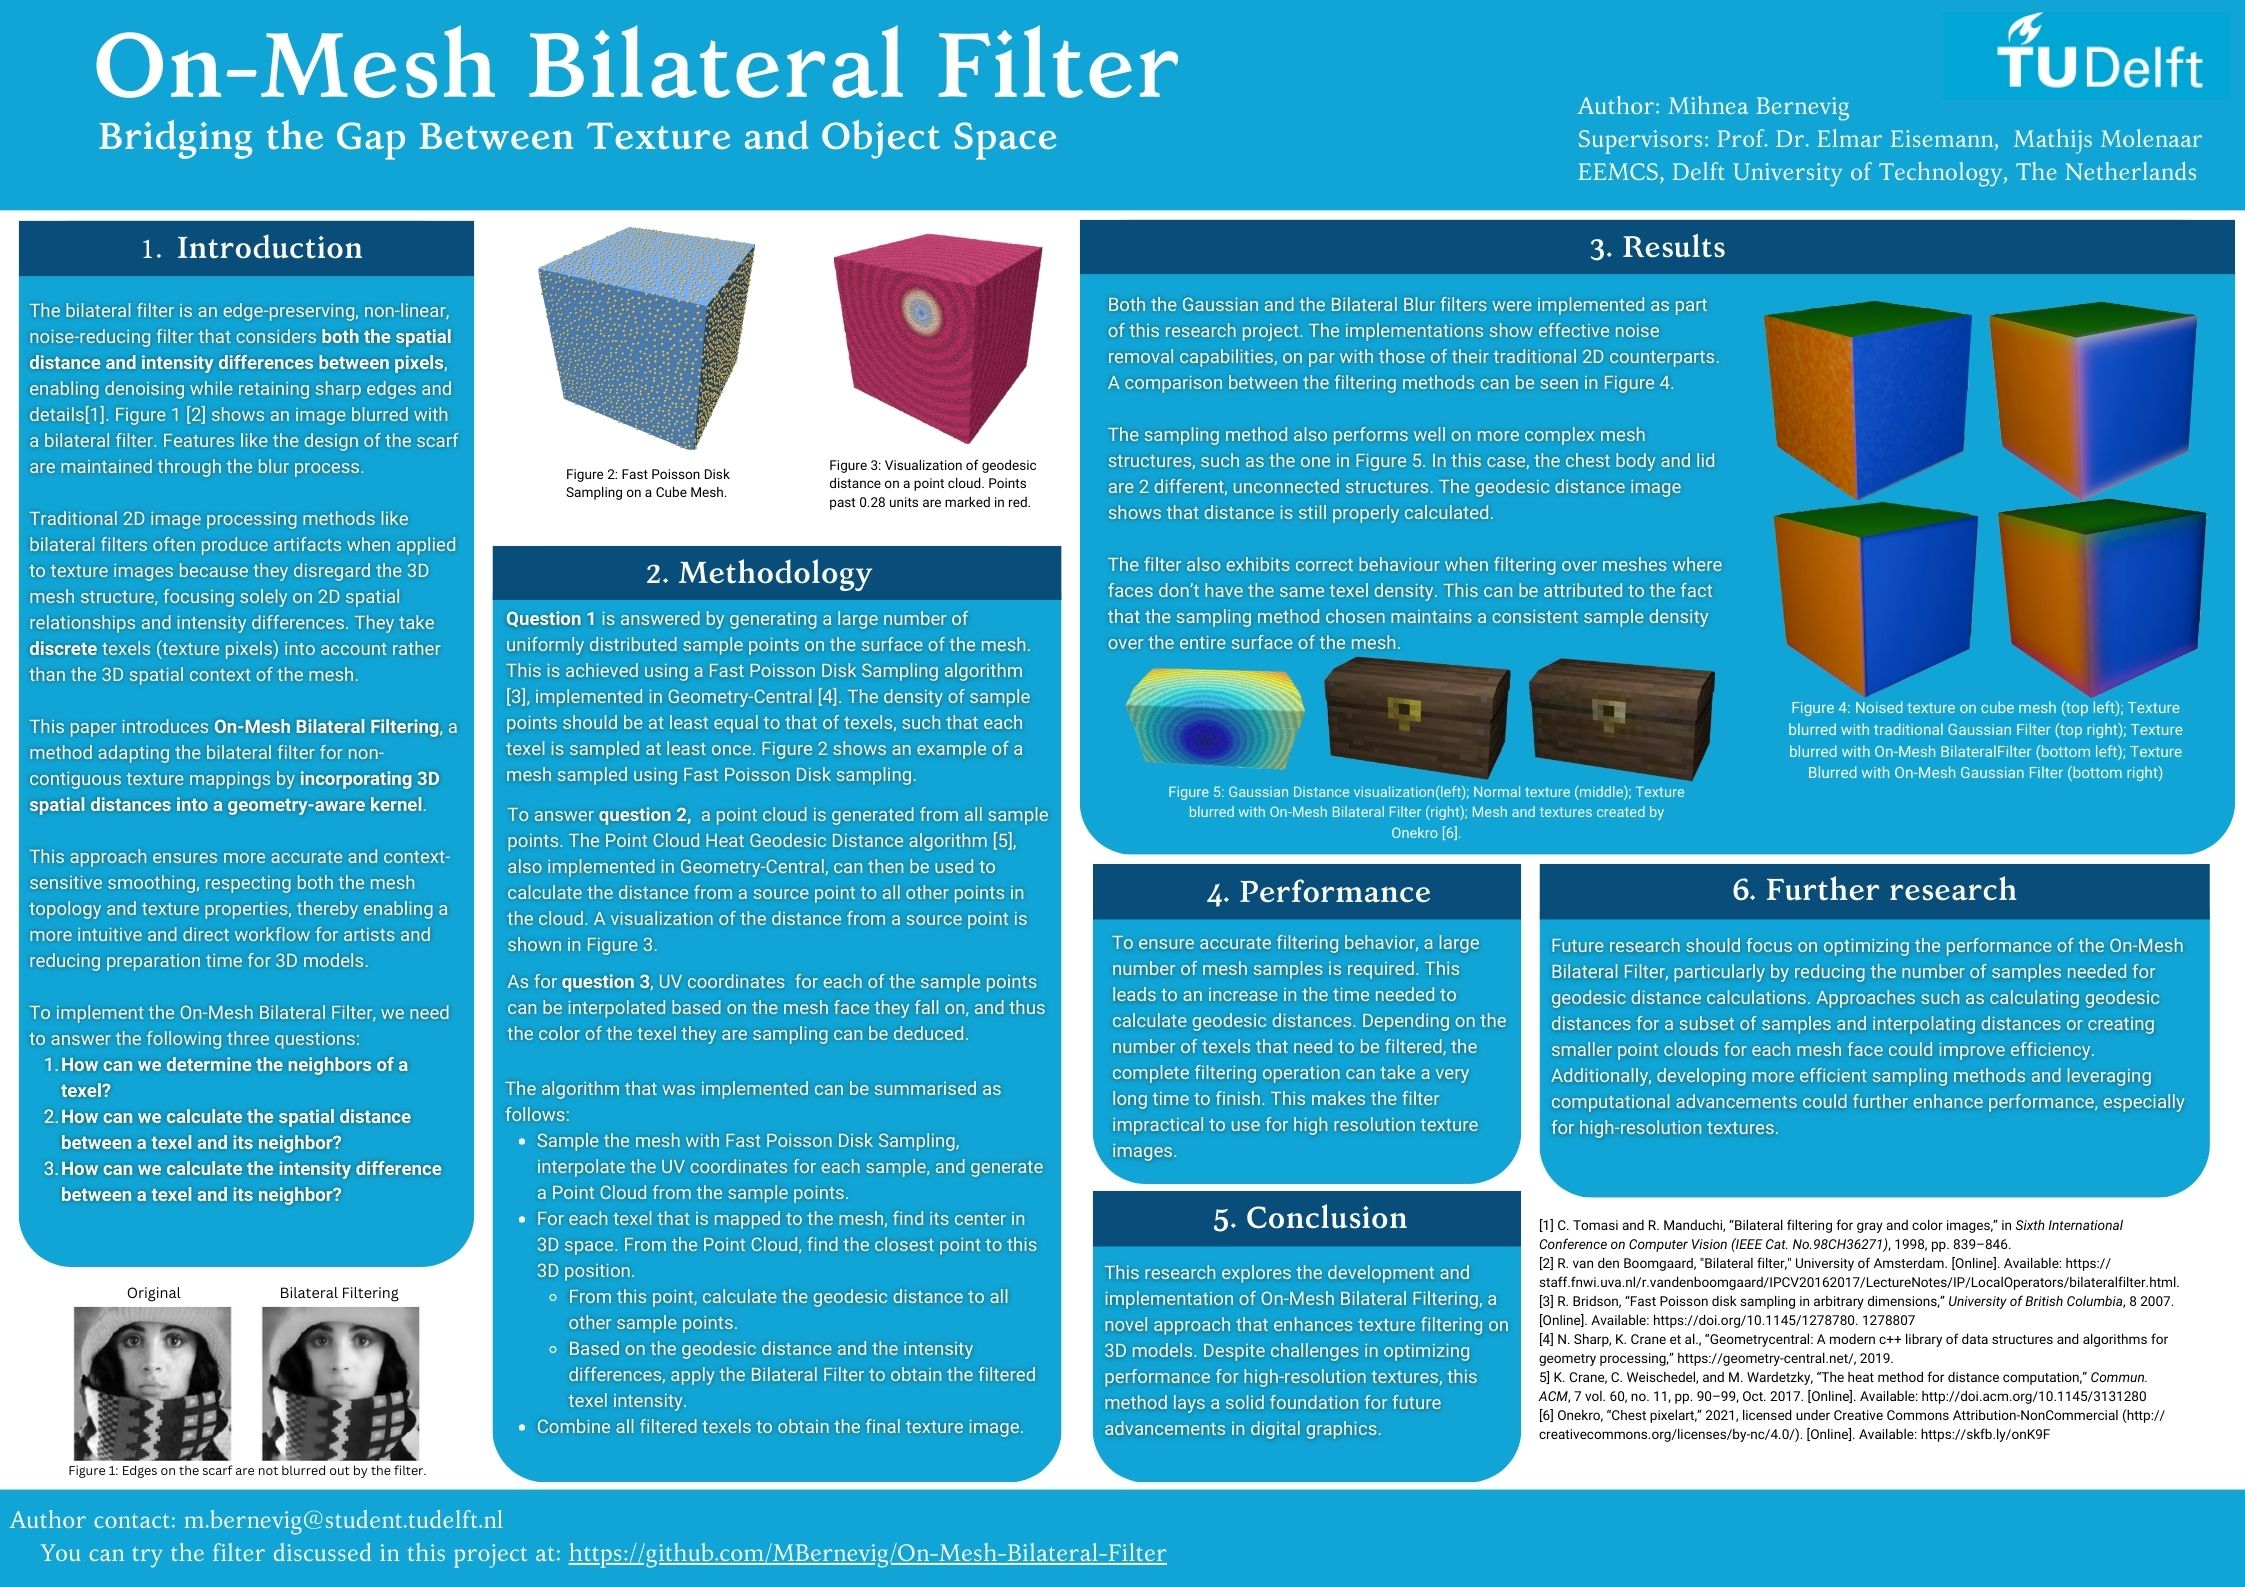 On-Mesh Bilateral Filter
Bridging the Gap Between Texture and Object Space
TUDelft
Author: Mihnea Bernevig
Supervisors: Prof. Dr. Elmar Eisemann, Mathijs Molenaar
EEMCS, Delft University of Technology, The Netherlands
1. Introduction
The bilateral filter is an edge-preserving, non-linear,
noise-reducing filter that considers both the spatial
distance and intensity differences between pixels,
enabling denoising while retaining sharp edges and
details[1]. Figure 1 [2] shows an image blurred with
a bilateral filter. Features like the design of the scarf
are maintained through the blur process.
Traditional 2D image processing methods like
bilateral filters often produce artifacts when applied
to texture images because they disregard the 3D
mesh structure, focusing solely on 2D spatial
relationships and intensity differences. They take
discrete texels (texture pixels) into account rather
than the 3D spatial context of the mesh.
This paper introduces On-Mesh Bilateral Filtering, a
method adapting the bilateral filter for non-
contiguous texture mappings by incorporating 3D
spatial distances into a geometry-aware kernel.
This approach ensures more accurate and context-
sensitive smoothing, respecting both the mesh
topology and texture properties, thereby enabling a
more intuitive and direct workflow for artists and
reducing preparation time for 3D models.
To implement the On-Mesh Bilateral Filter, we need
to answer the following three questions:
1. How can we determine the neighbors of a
texel?
2. How can we calculate the spatial distance
between a texel and its neighbor?
3. How can we calculate the intensity difference
between a texel and its neighbor?
Original
Bilateral Filtering
Figure 1: Edges on the scarf are not blurred out by the filter.
Figure 2: Fast Poisson Disk
Sampling on a Cube Mesh.
Figure 3: Visualization of geodesic
distance on a point cloud. Points
past 0.28 units are marked in red.
2. Methodology
Question 1 is answered by generating a large number of
uniformly distributed sample points on the surface of the mesh.
This is achieved using a Fast Poisson Disk Sampling algorithm
[3], implemented in Geometry-Central [4]. The density of sample
points should be at least equal to that of texels, such that each
texel is sampled at least once. Figure 2 shows an example of a
mesh sampled using Fast Poisson Disk sampling.
To answer question 2, a point cloud is generated from all sample
points. The Point Cloud Heat Geodesic Distance algorithm [5],
also implemented in Geometry-Central, can then be used to
calculate the distance from a source point to all other points in
the cloud. A visualization of the distance from a source point is
shown in Figure 3.
As for question 3, UV coordinates for each of the sample points
can be interpolated based on the mesh face they fall on, and thus
the color of the texel they are sampling can be deduced.
The algorithm that was implemented can be summarised as
follows:
• Sample the mesh with Fast Poisson Disk Sampling,
interpolate the UV coordinates for each sample, and generate
a Point Cloud from the sample points.
• For each texel that is mapped to the mesh, find its center in
3D space. From the Point Cloud, find the closest point to this
3D position.
◦ From this point, calculate the geodesic distance to all
other sample points.
◦ Based on the geodesic distance and the intensity
differences, apply the Bilateral Filter to obtain the filtered
texel intensity.
• Combine all filtered texels to obtain the final texture image.
3. Results
Both the Gaussian and the Bilateral Blur filters were implemented as part
of this research project. The implementations show effective noise
removal capabilities, on par with those of their traditional 2D counterparts.
A comparison between the filtering methods can be seen in Figure 4.
The sampling method also performs well on more complex mesh
structures, such as the one in Figure 5. In this case, the chest body and lid
are 2 different, unconnected structures. The geodesic distance image
shows that distance is still properly calculated.
The filter also exhibits correct behaviour when filtering over meshes where
faces don’t have the same texel density. This can be attributed to the fact
that the sampling method chosen maintains a consistent sample density
over the entire surface of the mesh.
Figure 5: Gaussian Distance visualization(left); Normal texture (middle); Texture
blurred with On-Mesh Bilateral Filter (right); Mesh and textures created by
Onekro [6].
Figure 4: Noised texture on cube mesh (top left); Texture
blurred with traditional Gaussian Filter (top right); Texture
blurred with On-Mesh BilateralFilter (bottom left); Texture
Blurred with On-Mesh Gaussian Filter (bottom right)
4. Performance
To ensure accurate filtering behavior, a large
number of mesh samples is required. This
leads to an increase in the time needed to
calculate geodesic distances. Depending on the
number of texels that need to be filtered, the
complete filtering operation can take a very
long time to finish. This makes the filter
impractical to use for high resolution texture
images.
5. Conclusion
This research explores the development and
implementation of On-Mesh Bilateral Filtering, a
novel approach that enhances texture filtering on
3D models. Despite challenges in optimizing
performance for high-resolution textures, this
method lays a solid foundation for future
advancements in digital graphics.
6. Further research
Future research should focus on optimizing the performance of the On-Mesh
Bilateral Filter, particularly by reducing the number of samples needed for
geodesic distance calculations. Approaches such as calculating geodesic
distances for a subset of samples and interpolating distances or creating
smaller point clouds for each mesh face could improve efficiency.
Additionally, developing more efficient sampling methods and leveraging
computational advancements could further enhance performance, especially
for high-resolution textures.
[1] C. Tomasi and R. Manduchi, “Bilateral filtering for gray and color images,” in Sixth International
Conference on Computer Vision (IEEE Cat. No.98CH36271), 1998, pp. 839–846.
[2] R. van den Boomgaard, "Bilateral filter," University of Amsterdam. [Online]. Available: https://
staff.fnwi.uva.nl/r.vandenboomgaard/IPCV20162017/LectureNotes/IP/LocalOperators/bilateralfilter.html.
[3] R. Bridson, “Fast Poisson disk sampling in arbitrary dimensions,” University of British Columbia, 8 2007.
[Online]. Available: https://doi.org/10.1145/1278780. 1278807
[4] N. Sharp, K. Crane et al., “Geometrycentral: A modern c++ library of data structures and algorithms for
geometry processing,” https://geometry-central.net/, 2019.
5] K. Crane, C. Weischedel, and M. Wardetzky, “The heat method for distance computation,” Commun.
ACM, 7 vol. 60, no. 11, pp. 90–99, Oct. 2017. [Online]. Available: http://doi.acm.org/10.1145/3131280
[6] Onekro, “Chest pixelart,” 2021, licensed under Creative Commons Attribution-NonCommercial (http://
creativecommons.org/licenses/by-nc/4.0/). [Online]. Available: https://skfb.ly/onK9F
Author contact: m.bernevig@student.tudelft.nl
You can try the filter discussed in this project at: https://github.com/MBernevig/On-Mesh-Bilateral-Filter